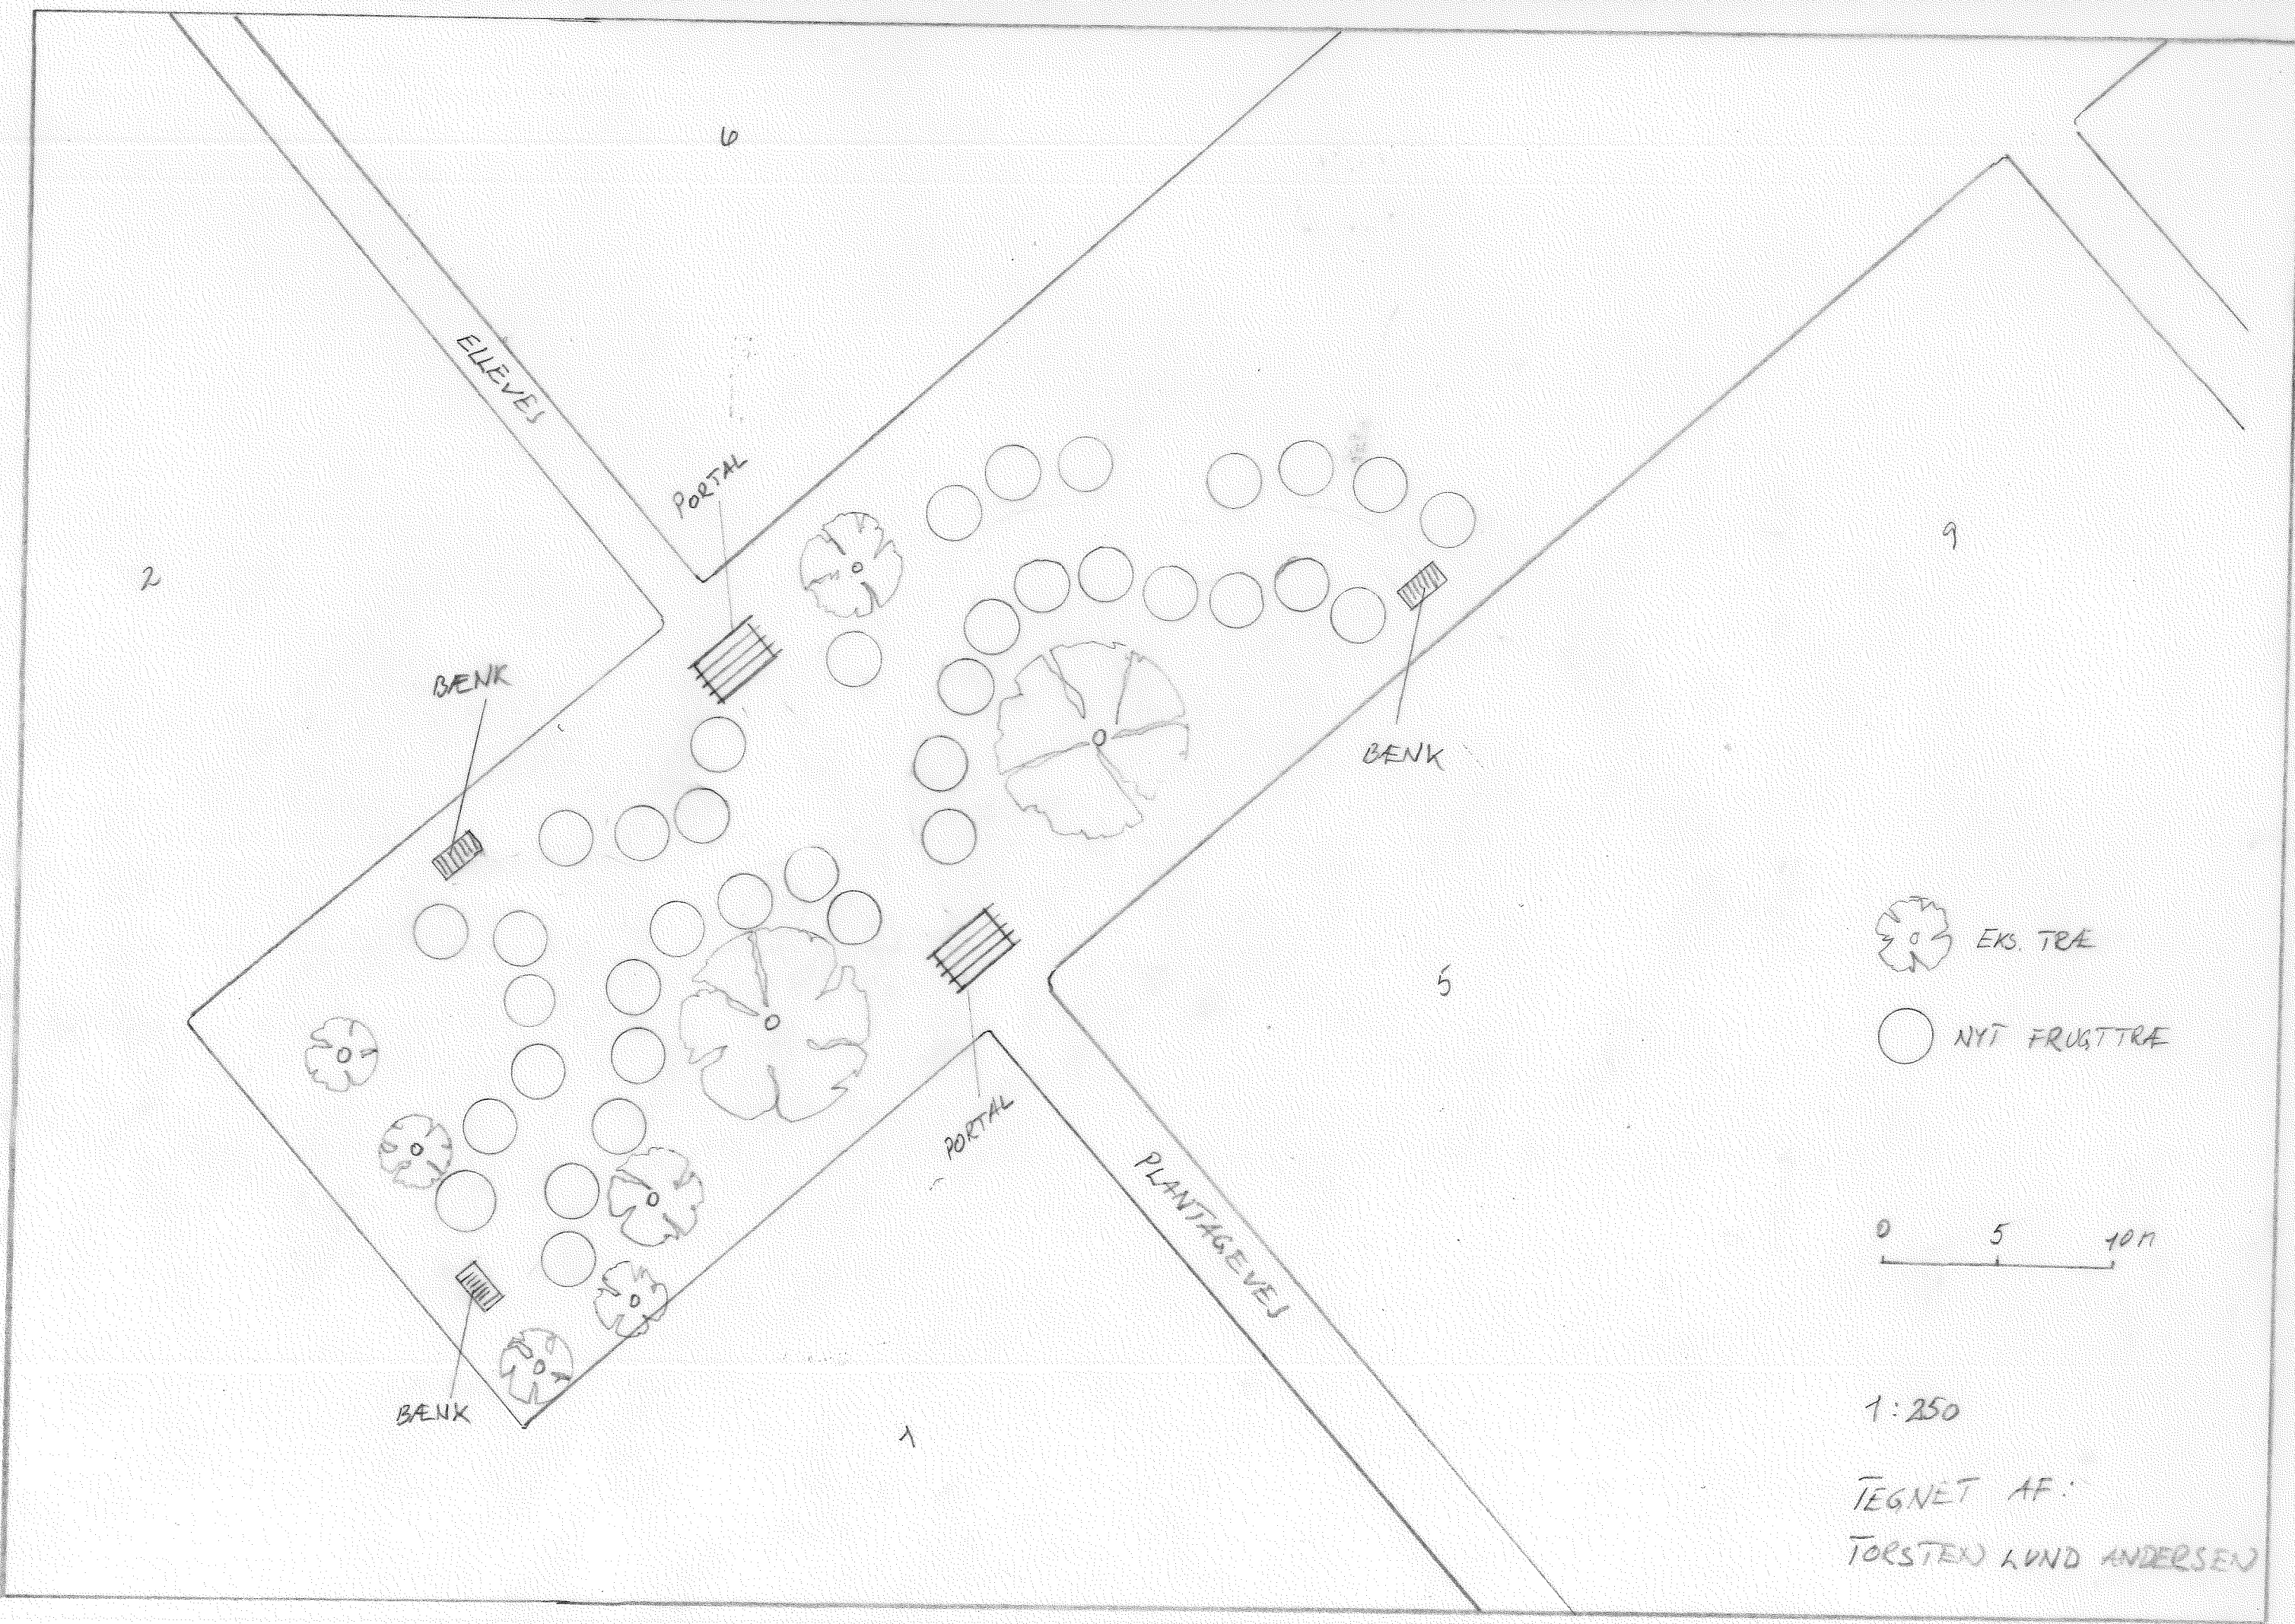 6
ELLEVEJ
PORTAL
2
9
BÆNK
BÆNK
5
EKS. TRÆ
NYT FRUGTTRÆ
PORTAL
PLANTAGEVEJ
0 5 10 M
BÆNK
1
1:250
TEGNET AF:
TORSTEN LUND ANDERSEN